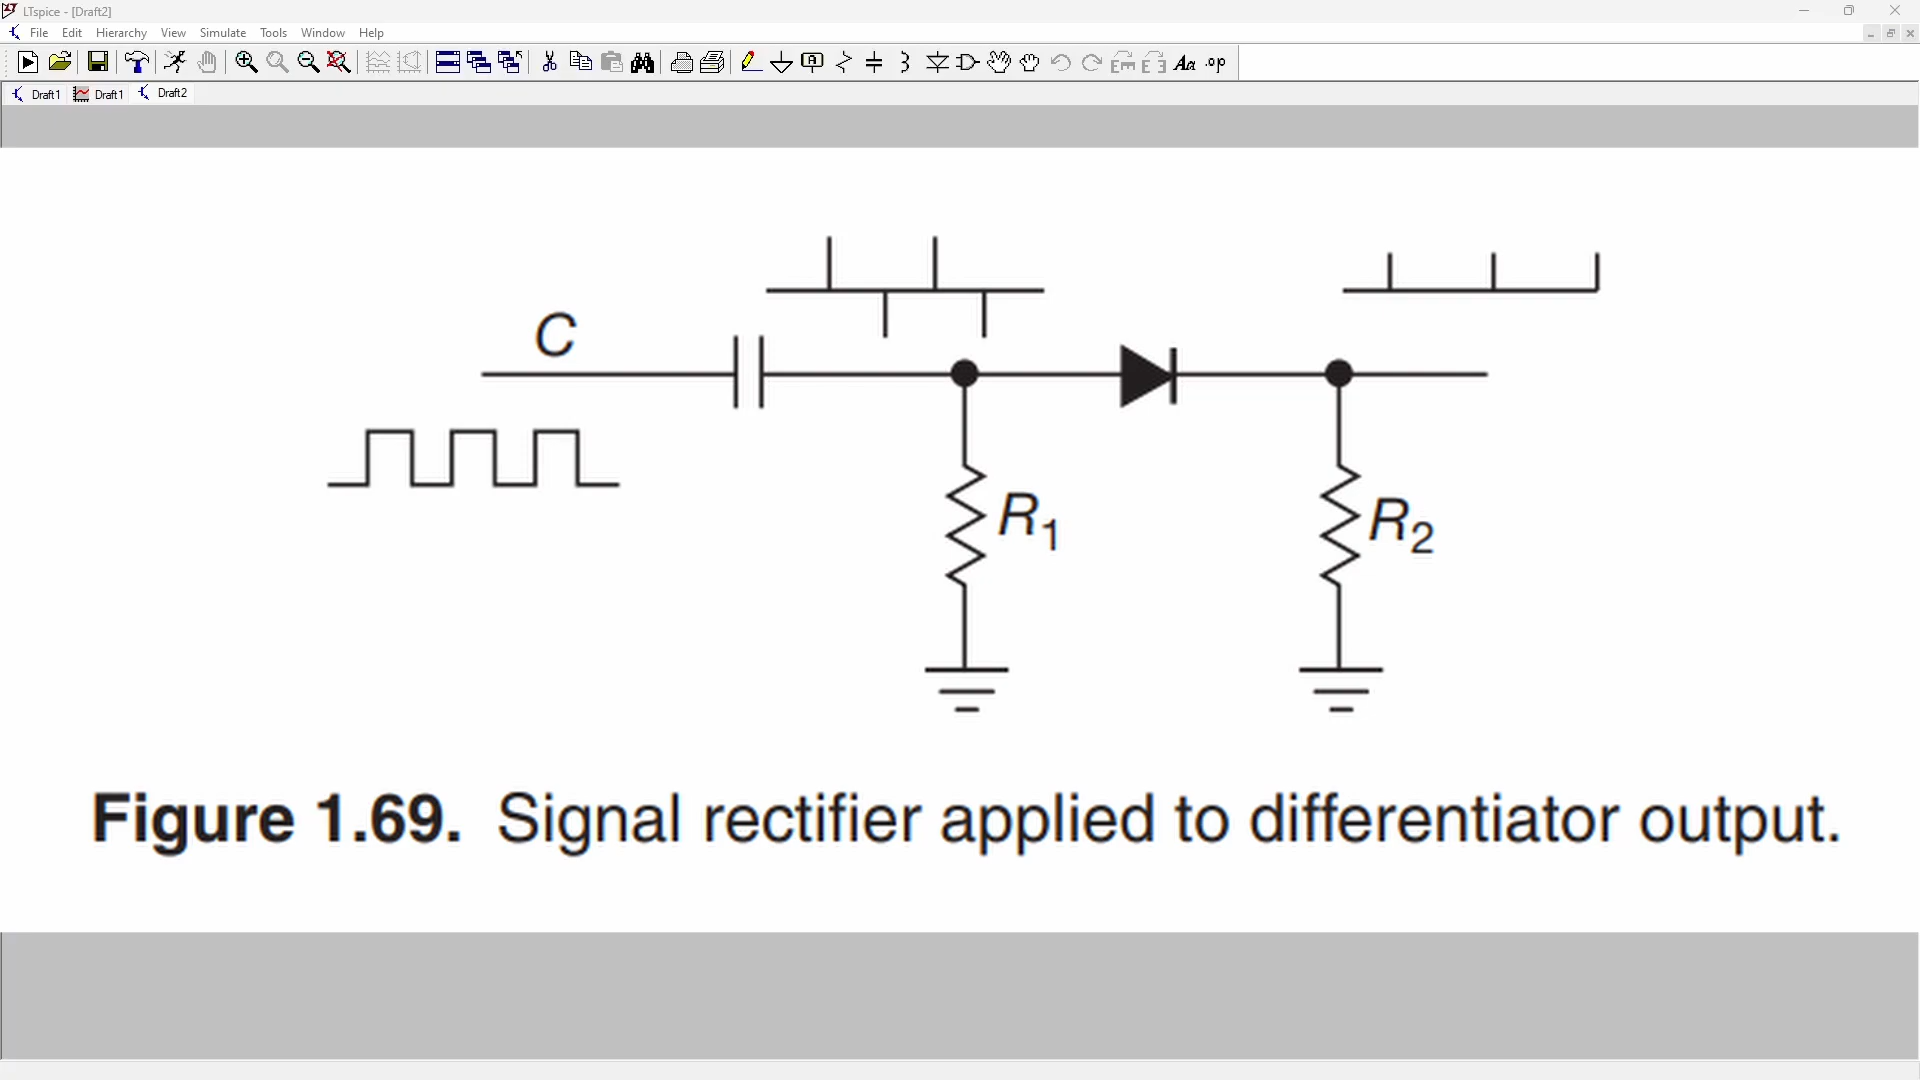 LTspice - [Draft2]
File Edit Hierarchy View Simulate Tools Window Help
Draft1 Draft1 Draft2
C
R1
R2
Figure 1.69. Signal rectifier applied to differentiator output.